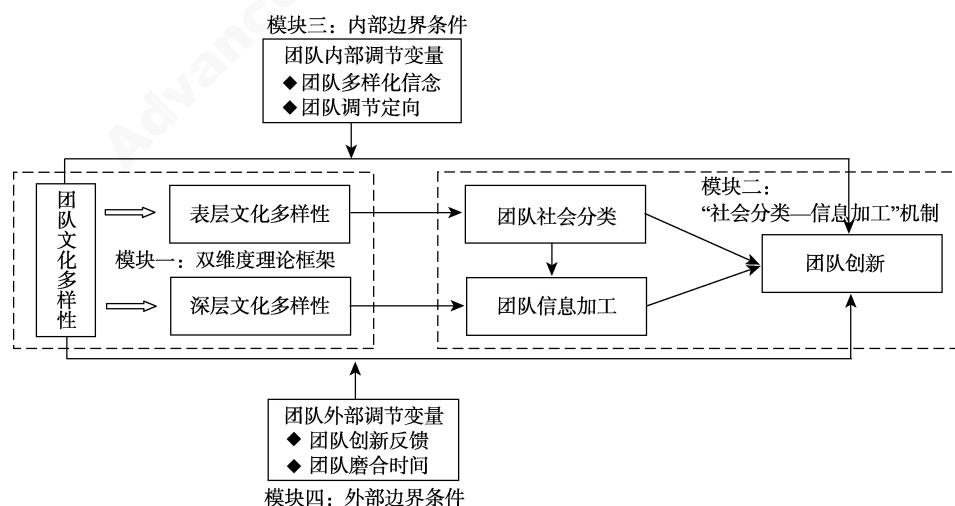 模块三：内部边界条件
团队内部调节变量
◆ 团队多样化信念
◆ 团队调节定向
团队文化多样性
表层文化多样性
模块一：双维度理论框架
深层文化多样性
团队社会分类
团队信息加工
模块二：
“社会分类—信息加工”机制
团队创新
团队外部调节变量
◆ 团队创新反馈
◆ 团队磨合时间
模块四：外部边界条件